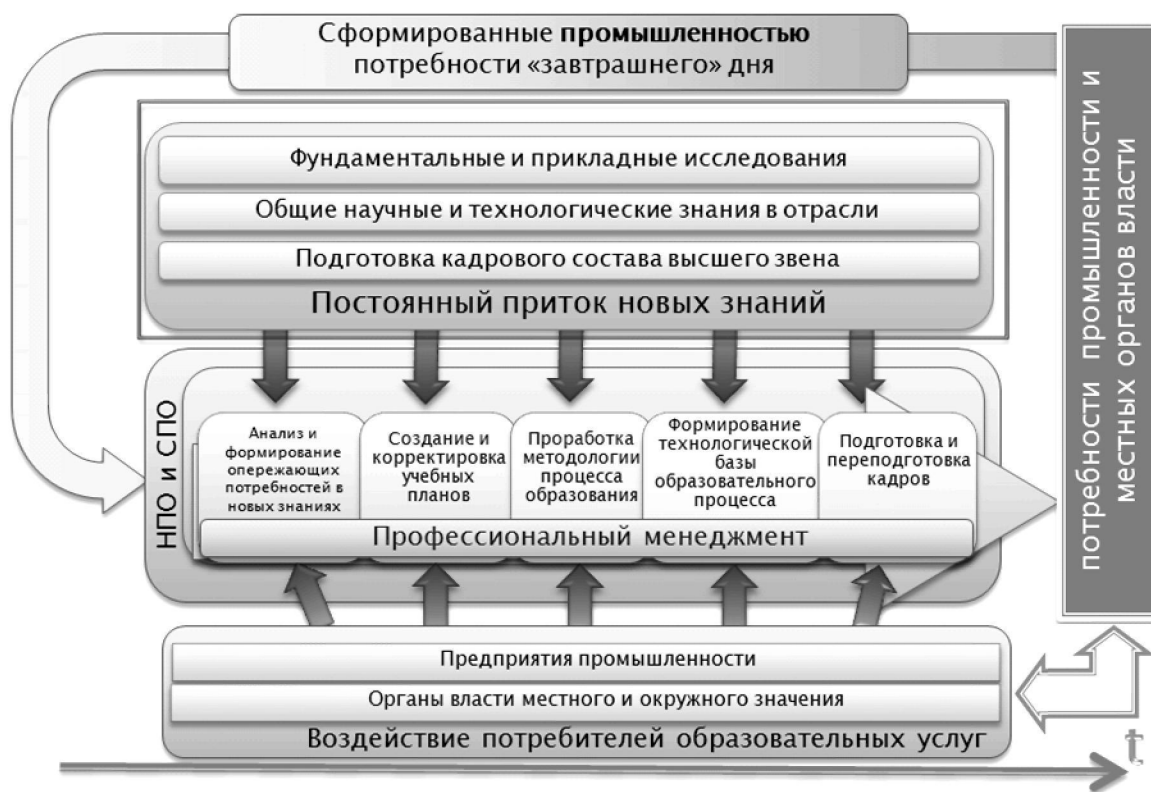 Сформированные промышленностью
потребности «завтрашнего» дня
Фундаментальные и прикладные исследования
Общие научные и технологические знания в отрасли
Подготовка кадрового состава высшего звена
Постоянный приток новых знаний
НПО и СПО
Анализ и
формирование
опережающих
потребностей в
новых знаниях
Создание и
корректировка
учебных
планов
Проработка
методологии
процесса
образования
Формирование
технологической
базы
образовательного
процесса
Подготовка и
переподготовка
кадров
Профессиональный менеджмент
потребности промышленности и
местных органов власти
Предприятия промышленности
Органы власти местного и окружного значения
Воздействие потребителей образовательных услуг
t